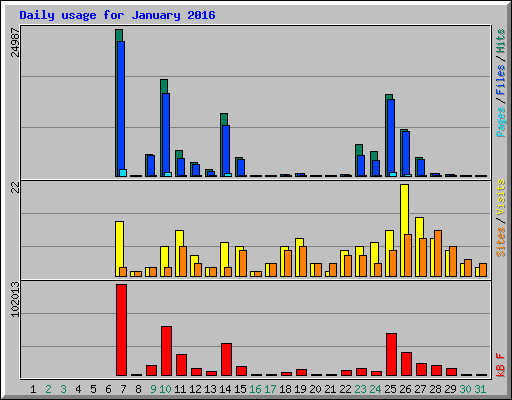 Daily usage for January 2016
24987
Pages / Files / Hits
22
Sites / Visits
102013
kB F
1 2 3 4 5 6 7 8 9 10 11 12 13 14 15 16 17 18 19 20 21 22 23 24 25 26 27 28 29 30 31